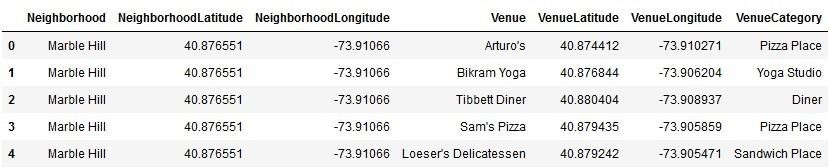 Neighborhood NeighborhoodLatitude NeighborhoodLongitude Venue VenueLatitude VenueLongitude VenueCategory
0 Marble Hill 40.876551 -73.91066 Arturo's 40.874412 -73.910271 Pizza Place
1 Marble Hill 40.876551 -73.91066 Bikram Yoga 40.876844 -73.906204 Yoga Studio
2 Marble Hill 40.876551 -73.91066 Tibbett Diner 40.880404 -73.908937 Diner
3 Marble Hill 40.876551 -73.91066 Sam's Pizza 40.879435 -73.905859 Pizza Place
4 Marble Hill 40.876551 -73.91066 Loeser's Delicatessen 40.879242 -73.905471 Sandwich Place